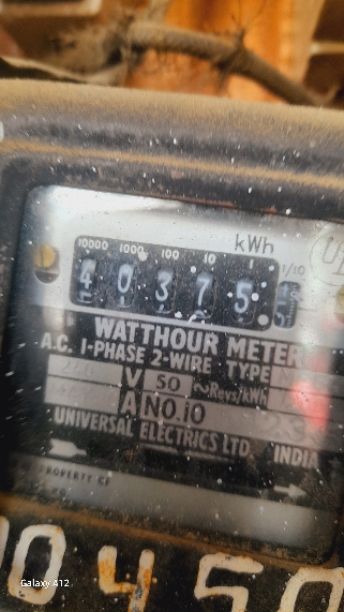 kWh
10000 1000 100 10 1 1/10
4 0 3 7 5
WATTHOUR METER
A.C. 1-PHASE 2-WIRE TYPE
V 50 ~Revs/kWh
A NO.10
UNIVERSAL ELECTRICS LTD. INDIA
PROPERTY OF
0450
Galaxy A12